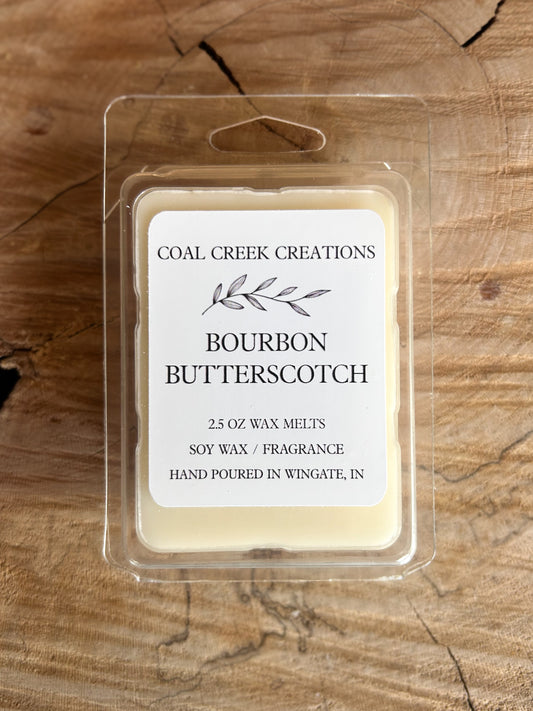 COAL CREEK CREATIONS
BOURBON
BUTTERSCOTCH
2.5 OZ WAX MELTS
SOY WAX / FRAGRANCE
HAND POURED IN WINGATE, IN